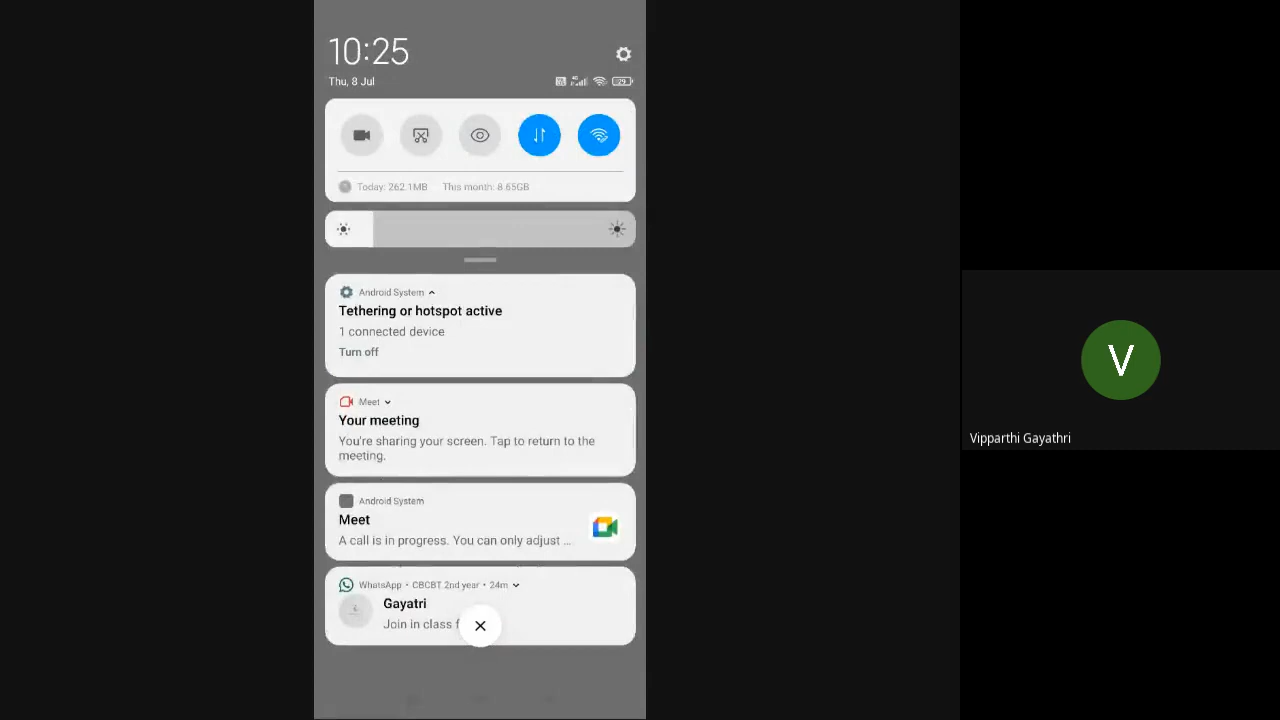 10:25
Thu, 8 Jul
29
Today: 262.1MB This month: 8.65GB
Android System
Tethering or hotspot active
1 connected device
Turn off
Meet
Your meeting
You're sharing your screen. Tap to return to the
meeting.
Android System
Meet
A call is in progress. You can only adjust ...
WhatsApp • CBCBT 2nd year • 24m
Gayatri
Join in class f
V
Vipparthi Gayathri